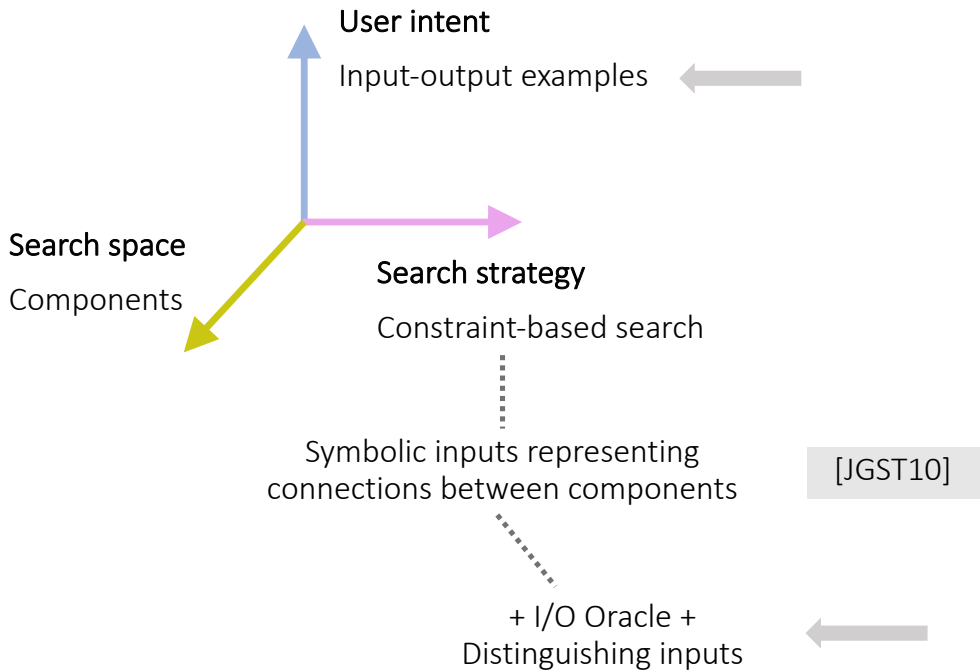 User intent
Input-output examples
Search space
Components
Search strategy
Constraint-based search
Symbolic inputs representing
connections between components
[JGST10]
+ I/O Oracle +
Distinguishing inputs